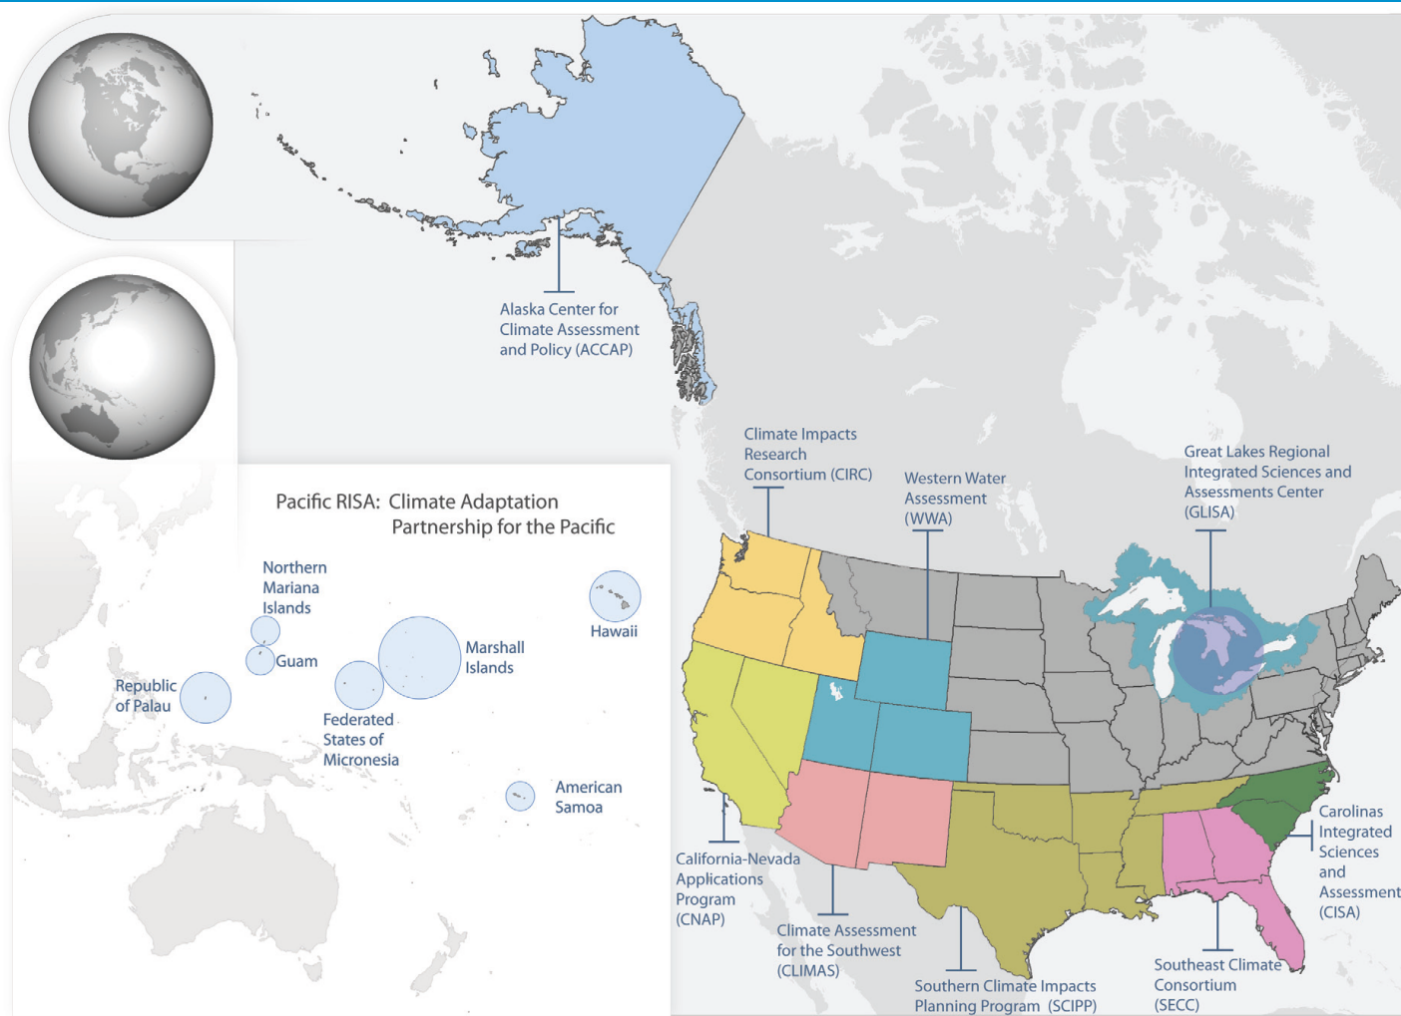 Alaska Center for
Climate Assessment
and Policy (ACCAP)
Climate Impacts
Research
Consortium (CIRC)
Western Water
Assessment
(WWA)
Great Lakes Regional
Integrated Sciences and
Assessments Center
(GLISA)
Pacific RISA: Climate Adaptation
Partnership for the Pacific
Northern
Mariana
Islands
Hawaii
Guam
Marshall
Islands
Republic
of Palau
Federated
States of
Micronesia
American
Samoa
California-Nevada
Applications
Program
(CNAP)
Climate Assessment
for the Southwest
(CLIMAS)
Southern Climate Impacts
Planning Program (SCIPP)
Southeast Climate
Consortium
(SECC)
Carolinas
Integrated
Sciences
and
Assessment
(CISA)